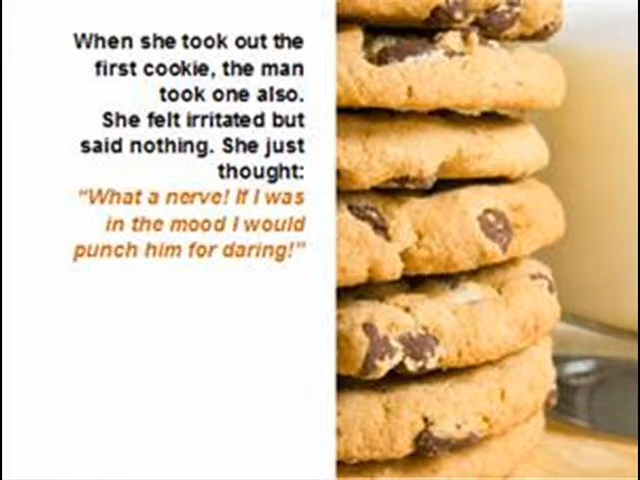 When she took out the
first cookie, the man
took one also.
She felt irritated but
said nothing. She just
thought:
"What a nerve! If I was
in the mood I would
punch him for daring!"